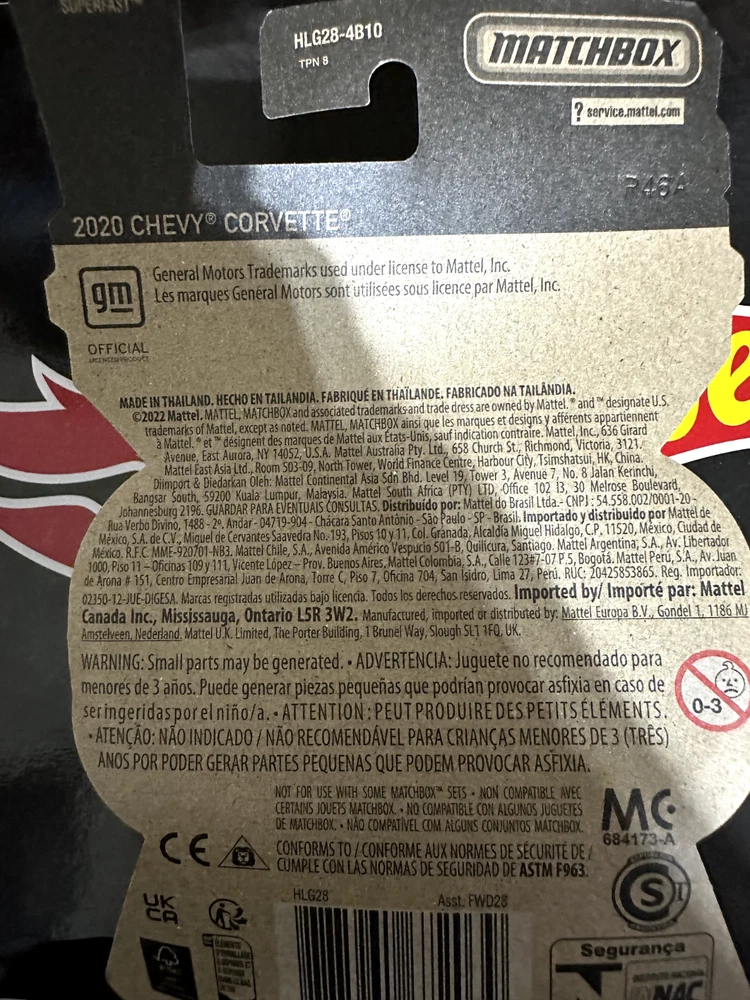 SUPERFAST™
HLG28-4B10
TPN 8
MATCHBOX
? service.mattel.com
R46A
2020 CHEVY® CORVETTE®
gm
General Motors Trademarks used under license to Mattel, Inc.
Les marques General Motors sont utilisées sous licence par Mattel, Inc.
OFFICIAL
LICENSED PRODUCT
MADE IN THAILAND. HECHO EN TAILANDIA. FABRIQUÉ EN THAÏLANDE. FABRICADO NA TAILÂNDIA.
©2022 Mattel. MATTEL, MATCHBOX and associated trademarks and trade dress are owned by Mattel. ® and ™ designate U.S.
trademarks of Mattel, except as noted. MATTEL, MATCHBOX ainsi que les marques et designs y afférents appartiennent
à Mattel. ® et ™ désignent des marques de Mattel aux États-Unis, sauf indication contraire. Mattel, Inc., 636 Girard
Avenue, East Aurora, NY 14052, U.S.A. Mattel Australia Pty. Ltd., 658 Church St., Richmond, Victoria, 3121.
Mattel East Asia Ltd., Room 503-09, North Tower, World Finance Centre, Harbour City, Tsimshatsui, HK, China.
Diimport & Diedarkan Oleh: Mattel Continental Asia Sdn Bhd. Level 19, Tower 3, Avenue 7, No. 8 Jalan Kerinchi,
Bangsar South, 59200 Kuala Lumpur, Malaysia. Mattel South Africa (PTY) LTD, Office 102 I3, 30 Melrose Boulevard,
Johannesburg 2196. GUARDAR PARA EVENTUAIS CONSULTAS. Distribuído por: Mattel do Brasil Ltda.- CNPJ : 54.558.002/0001-20 -
Rua Verbo Divino, 1488 - 2º. Andar - 04719-904 - Chácara Santo Antônio - São Paulo - SP - Brasil. Importado y distribuido por Mattel de
México, S.A. de C.V., Miguel de Cervantes Saavedra No. 193, Pisos 10 y 11, Col. Granada, Alcaldía Miguel Hidalgo, C.P. 11520, México, Ciudad de
México. R.F.C. MME-920701-NB3. Mattel Chile, S.A., Avenida Américo Vespucio 501-B, Quilicura, Santiago. Mattel Argentina, S.A., Av. Libertador
1000, Piso 11 – Oficinas 109 y 111, Vicente López – Prov. Buenos Aires. Mattel Colombia, S.A., Calle 123#7-07 P.5, Bogotá. Mattel Perú, S.A., Av. Juan
de Arona # 151, Centro Empresarial Juan de Arona, Torre C, Piso 7, Oficina 704, San Isidro, Lima 27, Perú. RUC: 20425853865. Reg. Importador:
02350-12-JUE-DIGESA. Marcas registradas utilizadas bajo licencia. Todos los derechos reservados. Imported by/ Importé par: Mattel
Canada Inc., Mississauga, Ontario L5R 3W2. Manufactured, imported or distributed by: Mattel Europa B.V., Gondel 1, 1186 MJ
Amstelveen, Nederland. Mattel U.K. Limited, The Porter Building, 1 Brunel Way, Slough SL1 1FQ, UK.
WARNING: Small parts may be generated. • ADVERTENCIA: Juguete no recomendado para
menores de 3 años. Puede generar piezas pequeñas que podrían provocar asfixia en caso de
ser ingeridas por el niño/a. • ATTENTION : PEUT PRODUIRE DES PETITS ÉLÉMENTS.
• ATENÇÃO: NÃO INDICADO / NÃO RECOMENDÁVEL PARA CRIANÇAS MENORES DE 3 (TRÊS)
ANOS POR PODER GERAR PARTES PEQUENAS QUE PODEM PROVOCAR ASFIXIA.
0-3
NOT FOR USE WITH SOME MATCHBOX™ SETS • NON COMPATIBLE AVEC
CERTAINS JOUETS MATCHBOX. • NO COMPATIBLE CON ALGUNOS JUGUETES
DE MATCHBOX. • NÃO COMPATÍVEL COM ALGUNS CONJUNTOS MATCHBOX.
MC
684173-A
CE
CONFORMS TO / CONFORME AUX NORMES DE SÉCURITÉ DE /
CUMPLE CON LAS NORMAS DE SEGURIDAD DE ASTM F963.
S
UK
CA
HLG28
Asst. FWD28
Segurança